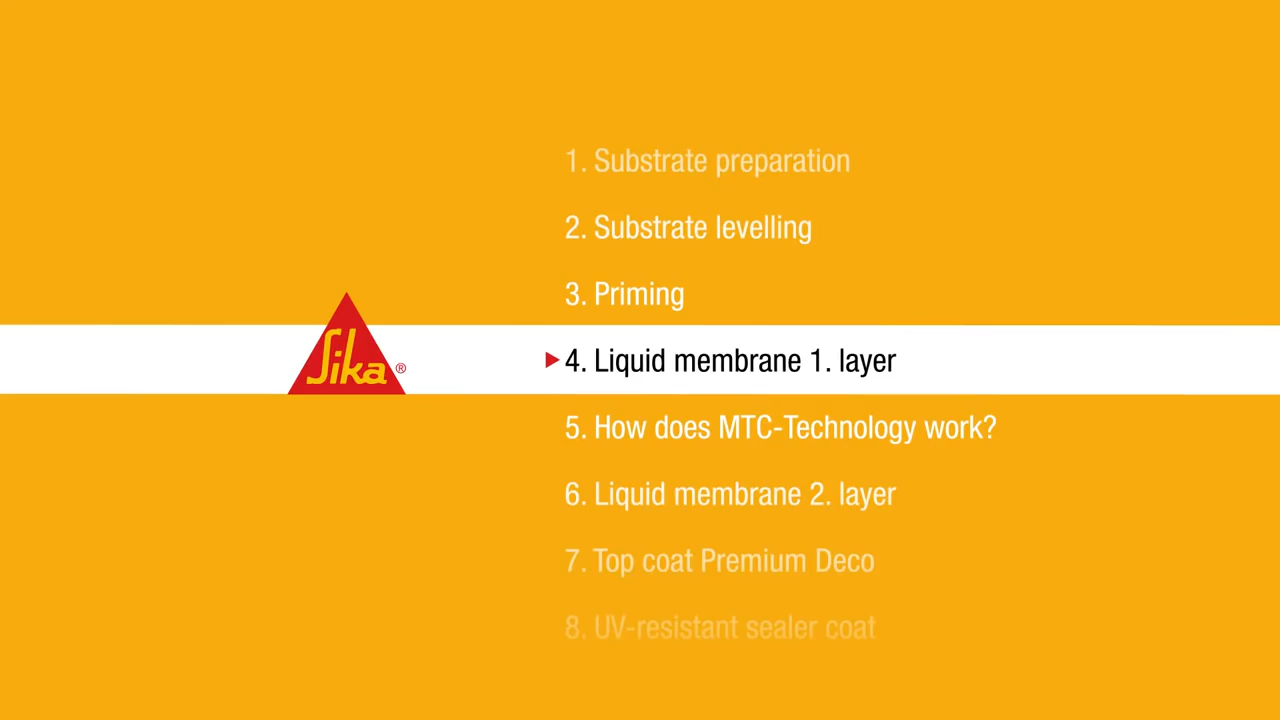 1. Substrate preparation
2. Substrate levelling
3. Priming
Sika®
4. Liquid membrane 1. layer
5. How does MTC-Technology work?
6. Liquid membrane 2. layer
7. Top coat Premium Deco
8. UV-resistant sealer coat